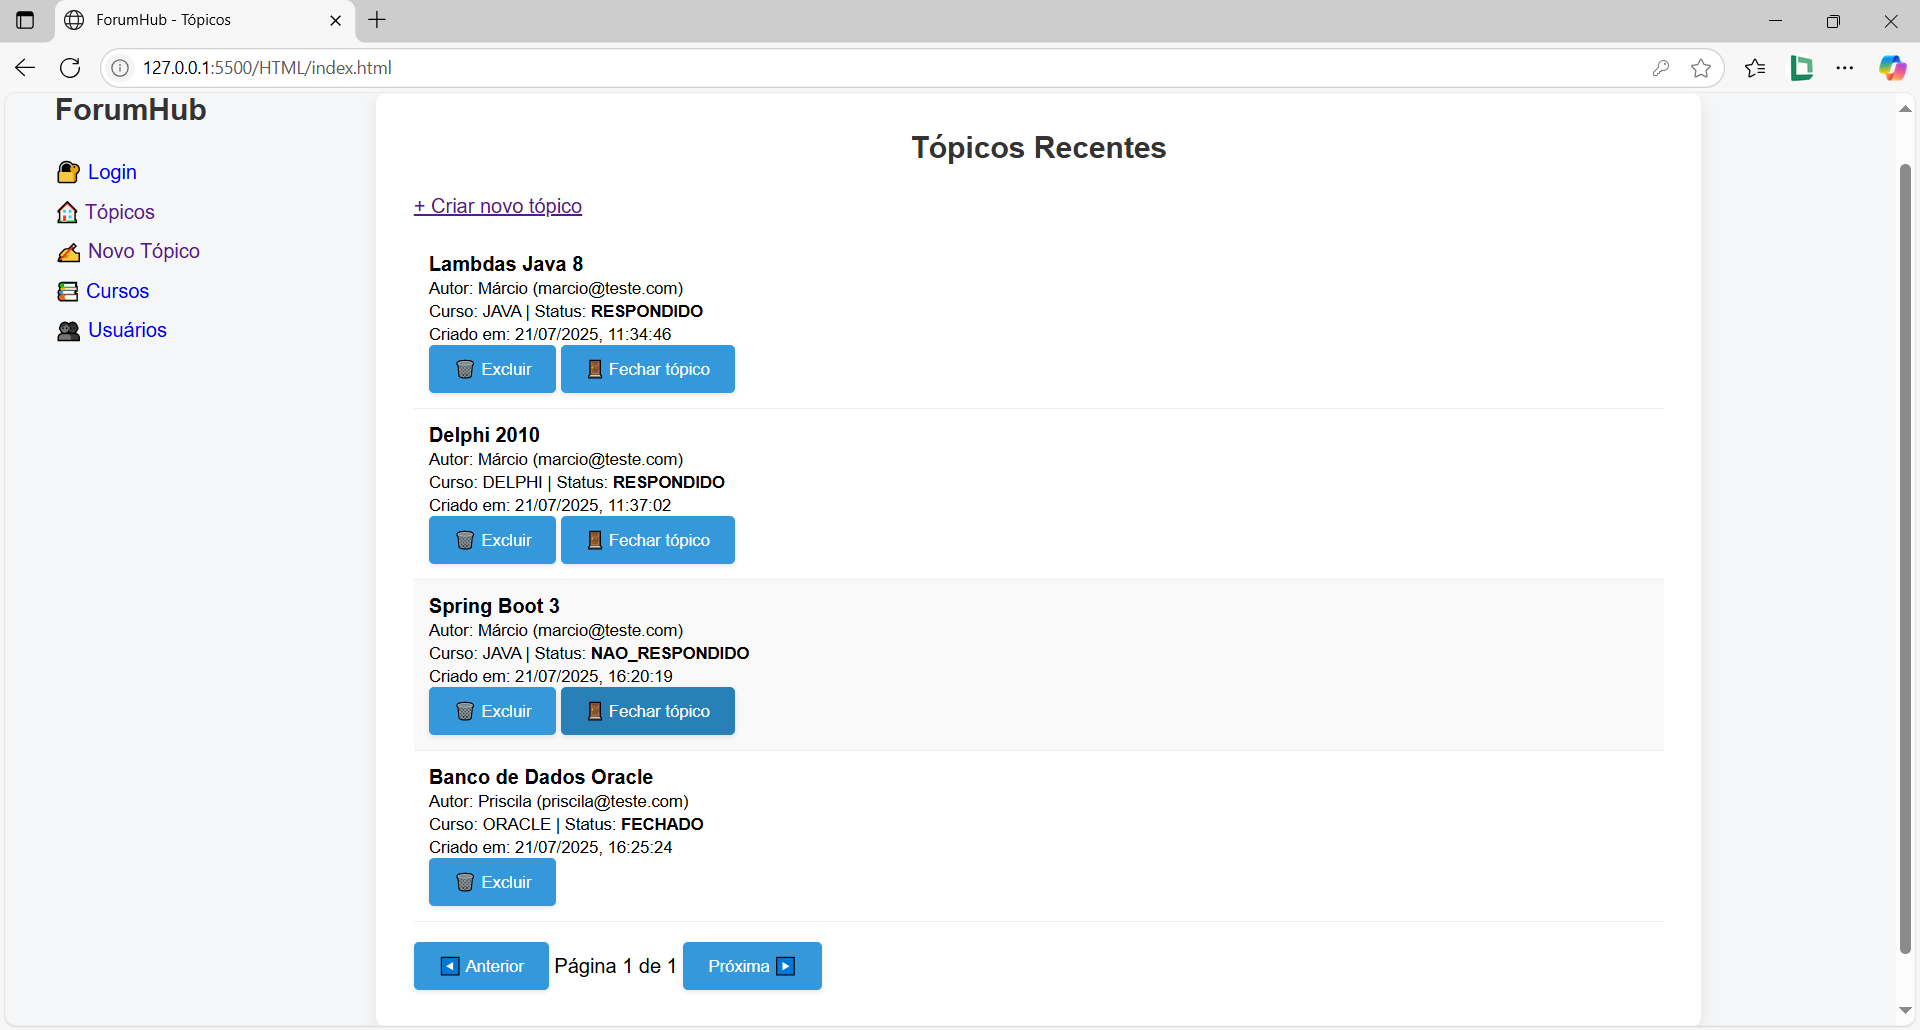 ForumHub - Tópicos
127.0.0.1:5500/HTML/index.html
ForumHub
Login
Tópicos
Novo Tópico
Cursos
Usuários
Tópicos Recentes
+ Criar novo tópico
Lambdas Java 8
Autor: Márcio (marcio@teste.com)
Curso: JAVA | Status: RESPONDIDO
Criado em: 21/07/2025, 11:34:46
Excluir Fechar tópico
Delphi 2010
Autor: Márcio (marcio@teste.com)
Curso: DELPHI | Status: RESPONDIDO
Criado em: 21/07/2025, 11:37:02
Excluir Fechar tópico
Spring Boot 3
Autor: Márcio (marcio@teste.com)
Curso: JAVA | Status: NAO_RESPONDIDO
Criado em: 21/07/2025, 16:20:19
Excluir Fechar tópico
Banco de Dados Oracle
Autor: Priscila (priscila@teste.com)
Curso: ORACLE | Status: FECHADO
Criado em: 21/07/2025, 16:25:24
Excluir
Anterior Página 1 de 1 Próxima